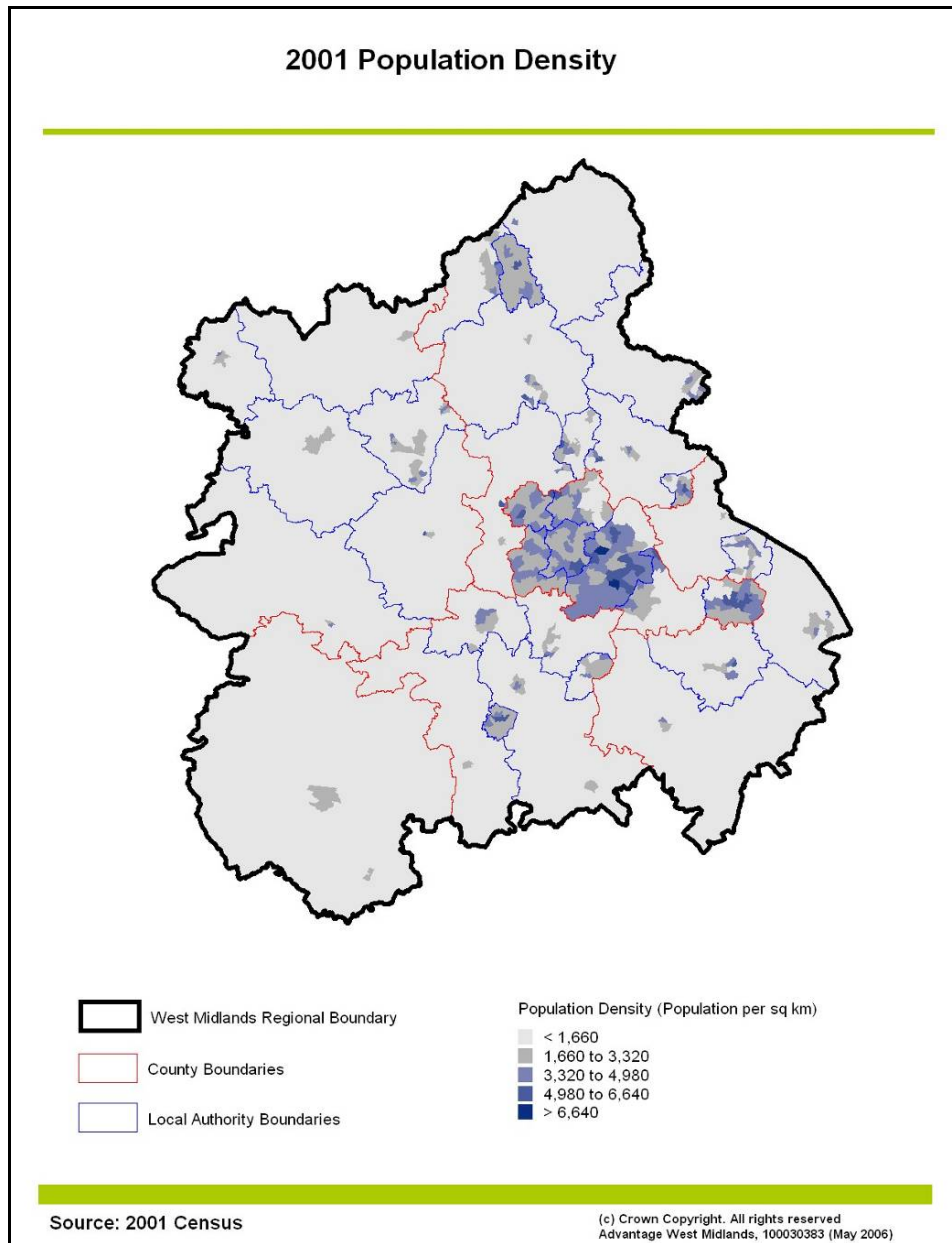 2001 Population Density
West Midlands Regional Boundary
County Boundaries
Local Authority Boundaries
Population Density (Population per sq km)
< 1,660
1,660 to 3,320
3,320 to 4,980
4,980 to 6,640
> 6,640
Source: 2001 Census
(c) Crown Copyright. All rights reserved
Advantage West Midlands, 100030383 (May 2006)